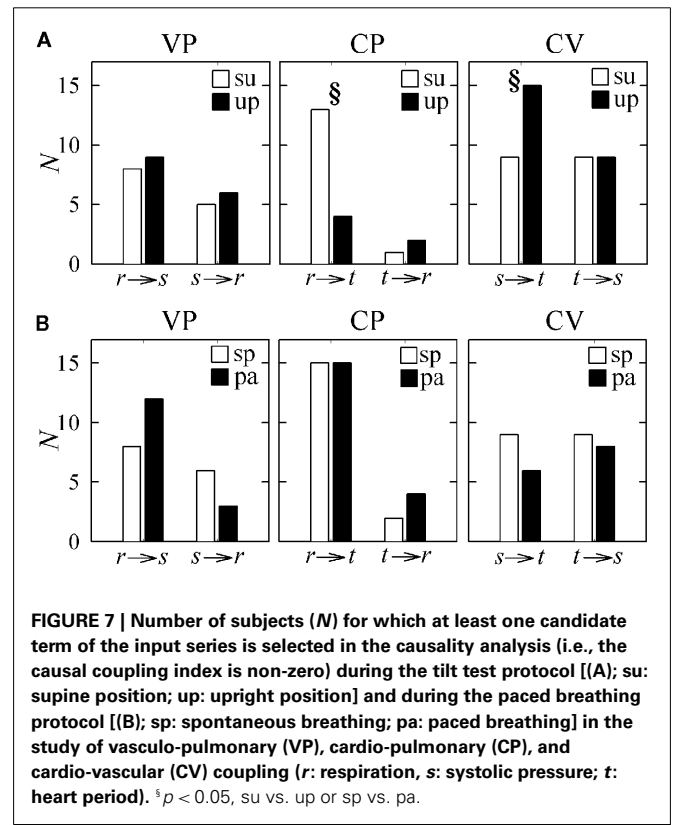 A
VP
CP
CV
su
up
su
up
su
up
§
§
N
15
10
5
0
r→s
s→r
r→t
t→r
s→t
t→s
B
VP
CP
CV
sp
pa
sp
pa
sp
pa
N
15
10
5
0
r→s
s→r
r→t
t→r
s→t
t→s
FIGURE 7 | Number of subjects (N) for which at least one candidate
term of the input series is selected in the causality analysis (i.e., the
causal coupling index is non-zero) during the tilt test protocol [(A); su:
supine position; up: upright position] and during the paced breathing
protocol [(B); sp: spontaneous breathing; pa: paced breathing] in the
study of vasculo-pulmonary (VP), cardio-pulmonary (CP), and
cardio-vascular (CV) coupling (r: respiration, s: systolic pressure; t:
heart period). §p < 0.05, su vs. up or sp vs. pa.